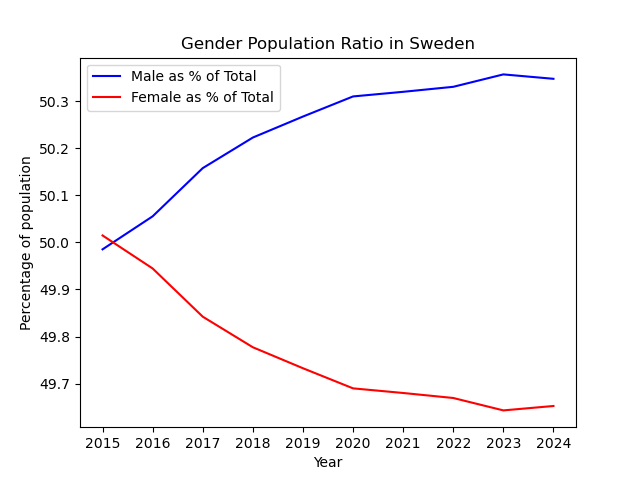 Gender Population Ratio in Sweden
Male as % of Total
Female as % of Total
Percentage of population
50.3
50.2
50.1
50.0
49.9
49.8
49.7
2015 2016 2017 2018 2019 2020 2021 2022 2023 2024
Year